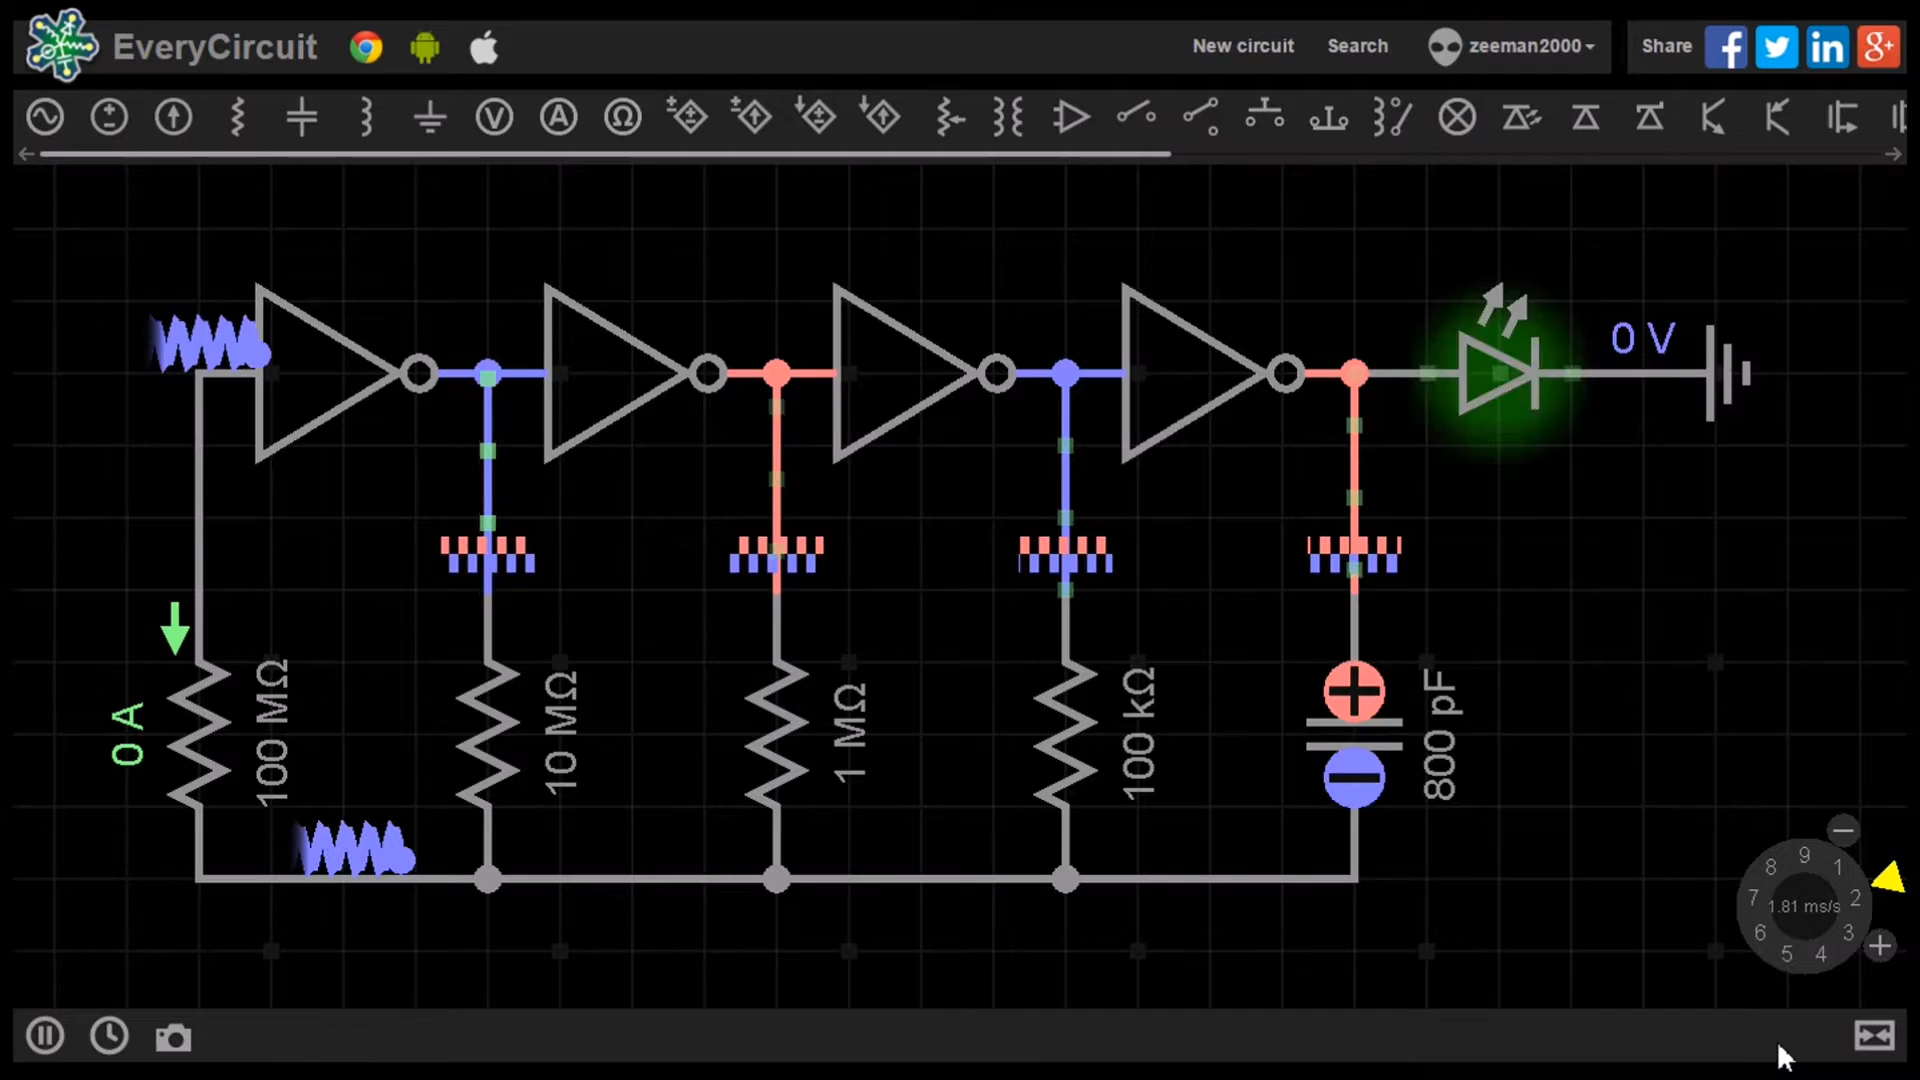 EveryCircuit
New circuit
Search
zeeman2000
Share
V
A
Ω
0 V
0 A
100 MΩ
10 MΩ
1 MΩ
100 kΩ
800 pF
9
8
1
7
1.81 ms/s
2
6
3
5
4